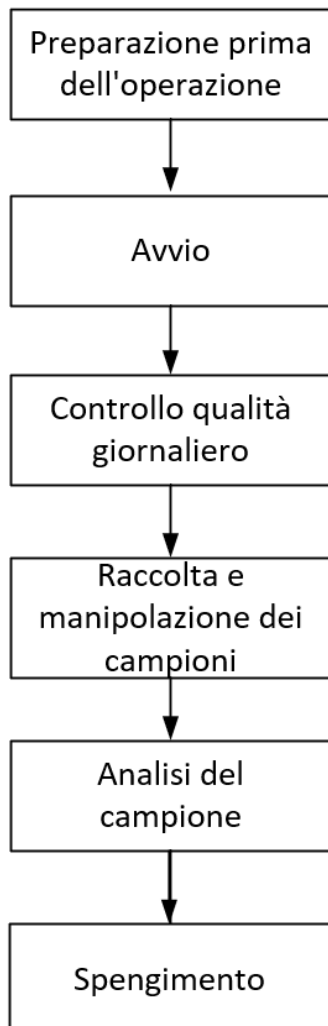 Preparazione prima
dell'operazione
Avvio
Controllo qualità
giornaliero
Raccolta e
manipolazione dei
campioni
Analisi del
campione
Spengimento